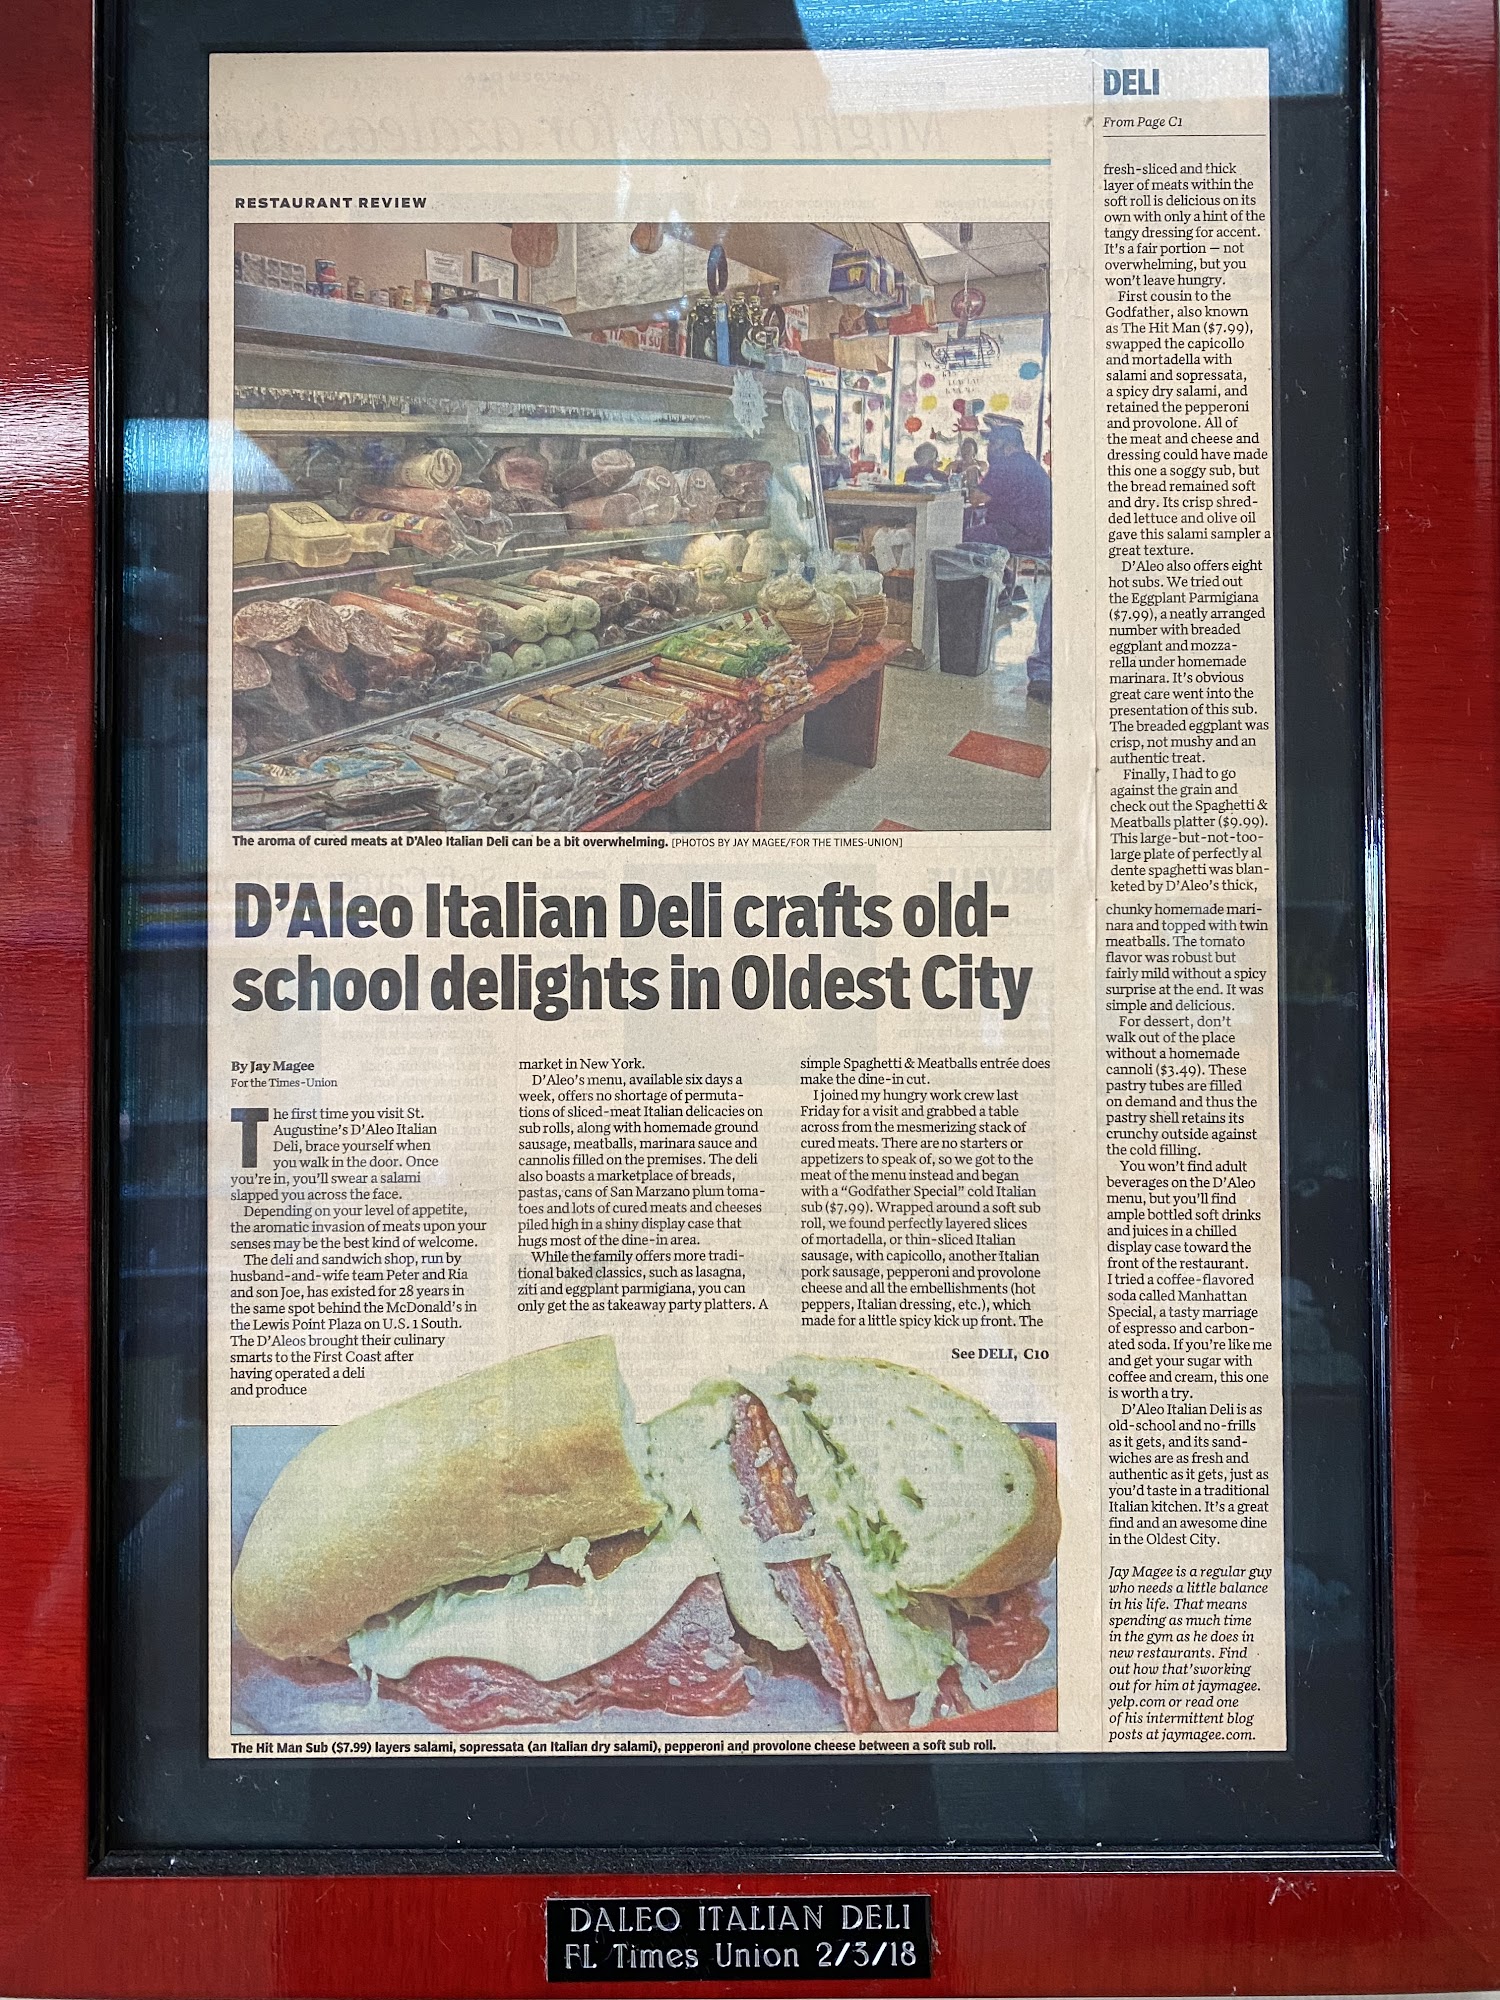 RESTAURANT REVIEW
The aroma of cured meats at D'Aleo Italian Deli can be a bit overwhelming. [PHOTOS BY JAY MAGEE/FOR THE TIMES-UNION]
D'Aleo Italian Deli crafts old-
school delights in Oldest City
By Jay Magee
For the Times-Union
The first time you visit St.
Augustine's D'Aleo Italian
Deli, brace yourself when
you walk in the door. Once
you're in, you'll swear a salami
slapped you across the face.
Depending on your level of appetite,
the aromatic invasion of meats upon your
senses may be the best kind of welcome.
The deli and sandwich shop, run by
husband-and-wife team Peter and Ria
and son Joe, has existed for 28 years in
the same spot behind the McDonald's in
the Lewis Point Plaza on U.S. 1 South.
The D'Aleos brought their culinary
smarts to the First Coast after
having operated a deli
and produce
market in New York.
D'Aleo's menu, available six days a
week, offers no shortage of permuta-
tions of sliced-meat Italian delicacies on
sub rolls, along with homemade ground
sausage, meatballs, marinara sauce and
cannolis filled on the premises. The deli
also boasts a marketplace of breads,
pastas, cans of San Marzano plum toma-
toes and lots of cured meats and cheeses
piled high in a shiny display case that
hugs most of the dine-in area.
While the family offers more tradi-
tional baked classics, such as lasagna,
ziti and eggplant parmigiana, you can
only get the as takeaway party platters. A
simple Spaghetti & Meatballs entrée does
make the dine-in cut.
I joined my hungry work crew last
Friday for a visit and grabbed a table
across from the mesmerizing stack of
cured meats. There are no starters or
appetizers to speak of, so we got to the
meat of the menu instead and began
with a "Godfather Special" cold Italian
sub ($7.99). Wrapped around a soft sub
roll, we found perfectly layered slices
of mortadella, or thin-sliced Italian
sausage, with capicollo, another Italian
pork sausage, pepperoni and provolone
cheese and all the embellishments (hot
peppers, Italian dressing, etc.), which
made for a little spicy kick up front. The
See DELI, C10
The Hit Man Sub ($7.99) layers salami, sopressata (an Italian dry salami), pepperoni and provolone cheese between a soft sub roll.
DELI
From Page C1
fresh-sliced and thick
layer of meats within the
soft roll is delicious on its
own with only a hint of the
tangy dressing for accent.
It's a fair portion — not
overwhelming, but you
won't leave hungry.
First cousin to the
Godfather, also known
as The Hit Man ($7.99),
swapped the capicollo
and mortadella with
salami and sopressata,
a spicy dry salami, and
retained the pepperoni
and provolone. All of
the meat and cheese and
dressing could have made
this one a soggy sub, but
the bread remained soft
and dry. Its crisp shred-
ded lettuce and olive oil
gave this salami sampler a
great texture.
D'Aleo also offers eight
hot subs. We tried out
the Eggplant Parmigiana
($7.99), a neatly arranged
number with breaded
eggplant and mozza-
rella under homemade
marinara. It's obvious
great care went into the
presentation of this sub.
The breaded eggplant was
crisp, not mushy and an
authentic treat.
Finally, I had to go
against the grain and
check out the Spaghetti &
Meatballs platter ($9.99).
This large-but-not-too-
large plate of perfectly al
dente spaghetti was blan-
keted by D'Aleo's thick,
chunky homemade mari-
nara and topped with twin
meatballs. The tomato
flavor was robust but
fairly mild without a spicy
surprise at the end. It was
simple and delicious.
For dessert, don't
walk out of the place
without a homemade
cannoli ($3.49). These
pastry tubes are filled
on demand and thus the
pastry shell retains its
crunchy outside against
the cold filling.
You won't find adult
beverages on the D'Aleo
menu, but you'll find
ample bottled soft drinks
and juices in a chilled
display case toward the
front of the restaurant.
I tried a coffee-flavored
soda called Manhattan
Special, a tasty marriage
of espresso and carbon-
ated soda. If you're like me
and get your sugar with
coffee and cream, this one
is worth a try.
D'Aleo Italian Deli is as
old-school and no-frills
as it gets, and its sand-
wiches are as fresh and
authentic as it gets, just as
you'd taste in a traditional
Italian kitchen. It's a great
find and an awesome dine
in the Oldest City.
Jay Magee is a regular guy
who needs a little balance
in his life. That means
spending as much time
in the gym as he does in
new restaurants. Find
out how that'sworking
out for him at jaymagee.
yelp.com or read one
of his intermittent blog
posts at jaymagee.com.
DALEO ITALIAN DELI
FL Times Union 2/3/18